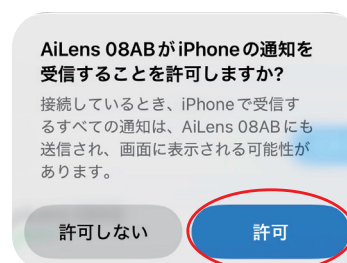 AiLens 08ABがiPhoneの通知を
受信することを許可しますか?
接続しているとき、iPhoneで受信す
るすべての通知は、AiLens 08ABにも
送信され、画面に表示される可能性が
あります。
許可しない
許可